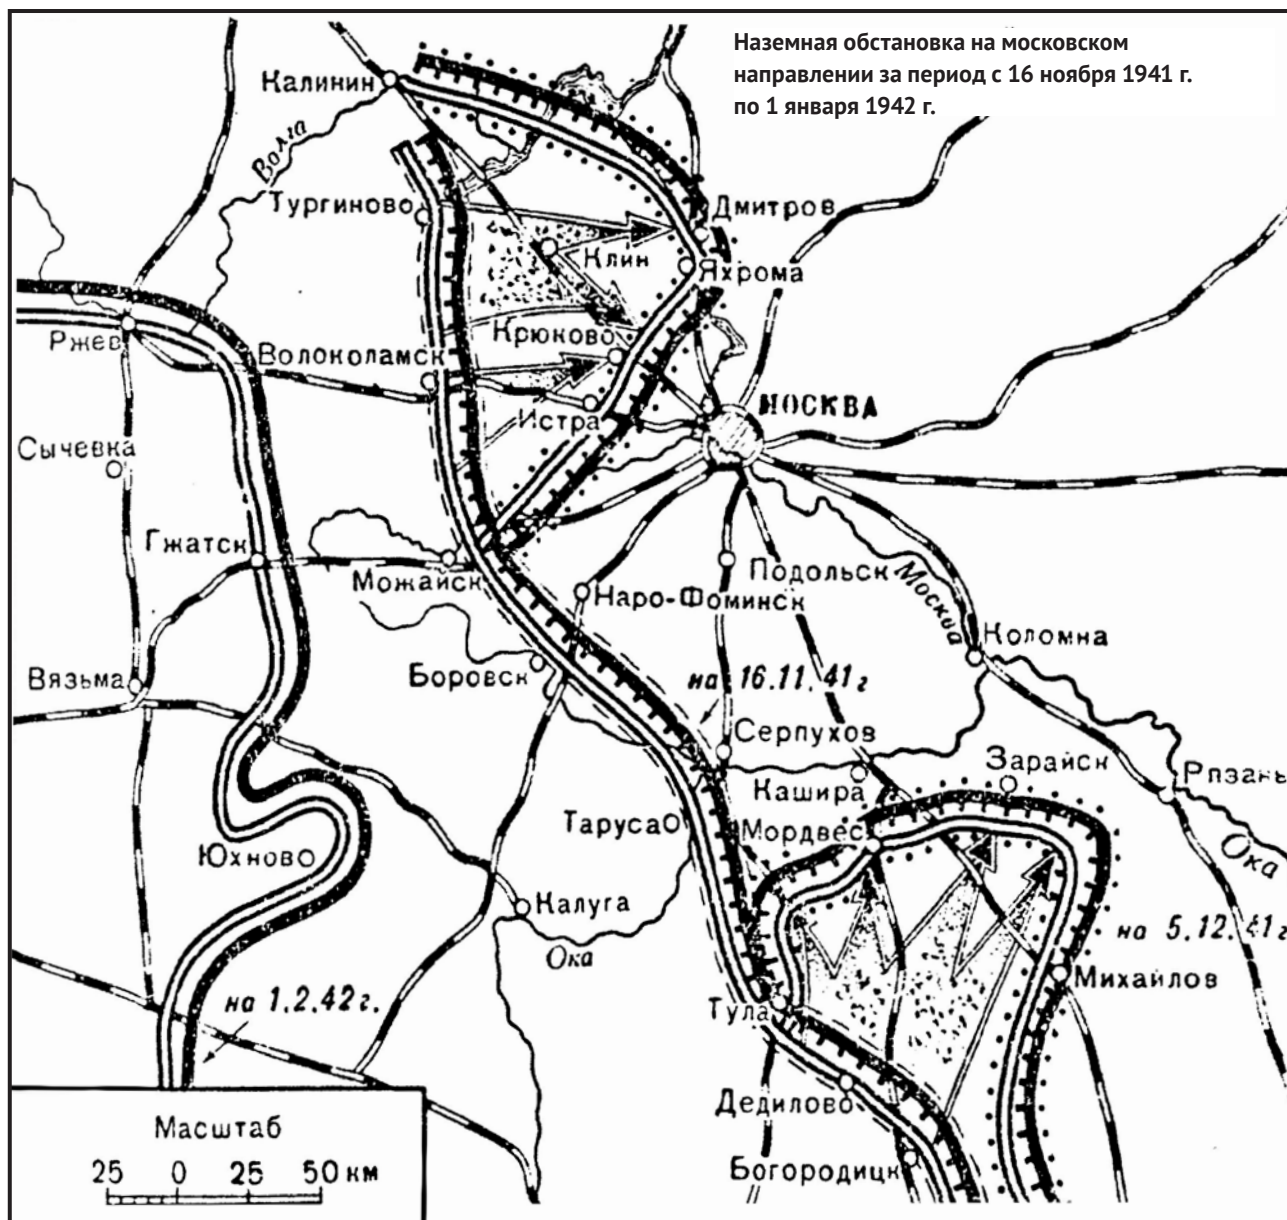 Наземная обстановка на московском
направлении за период с 16 ноября 1941 г.
по 1 января 1942 г.
Калинин
Волга
Тургиново
Дмитров
Клин
Яхрома
Ржев
Крюково
Волоколамск
МОСКВА
Истра
Сычевка
Гжатск
Можайск
Подольск
Москва
Наро-Фоминск
Коломна
Вязьма
Боровск
на 16.11.41г
Серпухов
Зарайск
Рязань
Кашира
Таруса
Мордвес
Ока
Юхново
Калуга
на 5.12.41г
Ока
Михайлов
на 1.2.42г.
Тула
Дедилово
Масштаб
25 0 25 50 км
Богородицк